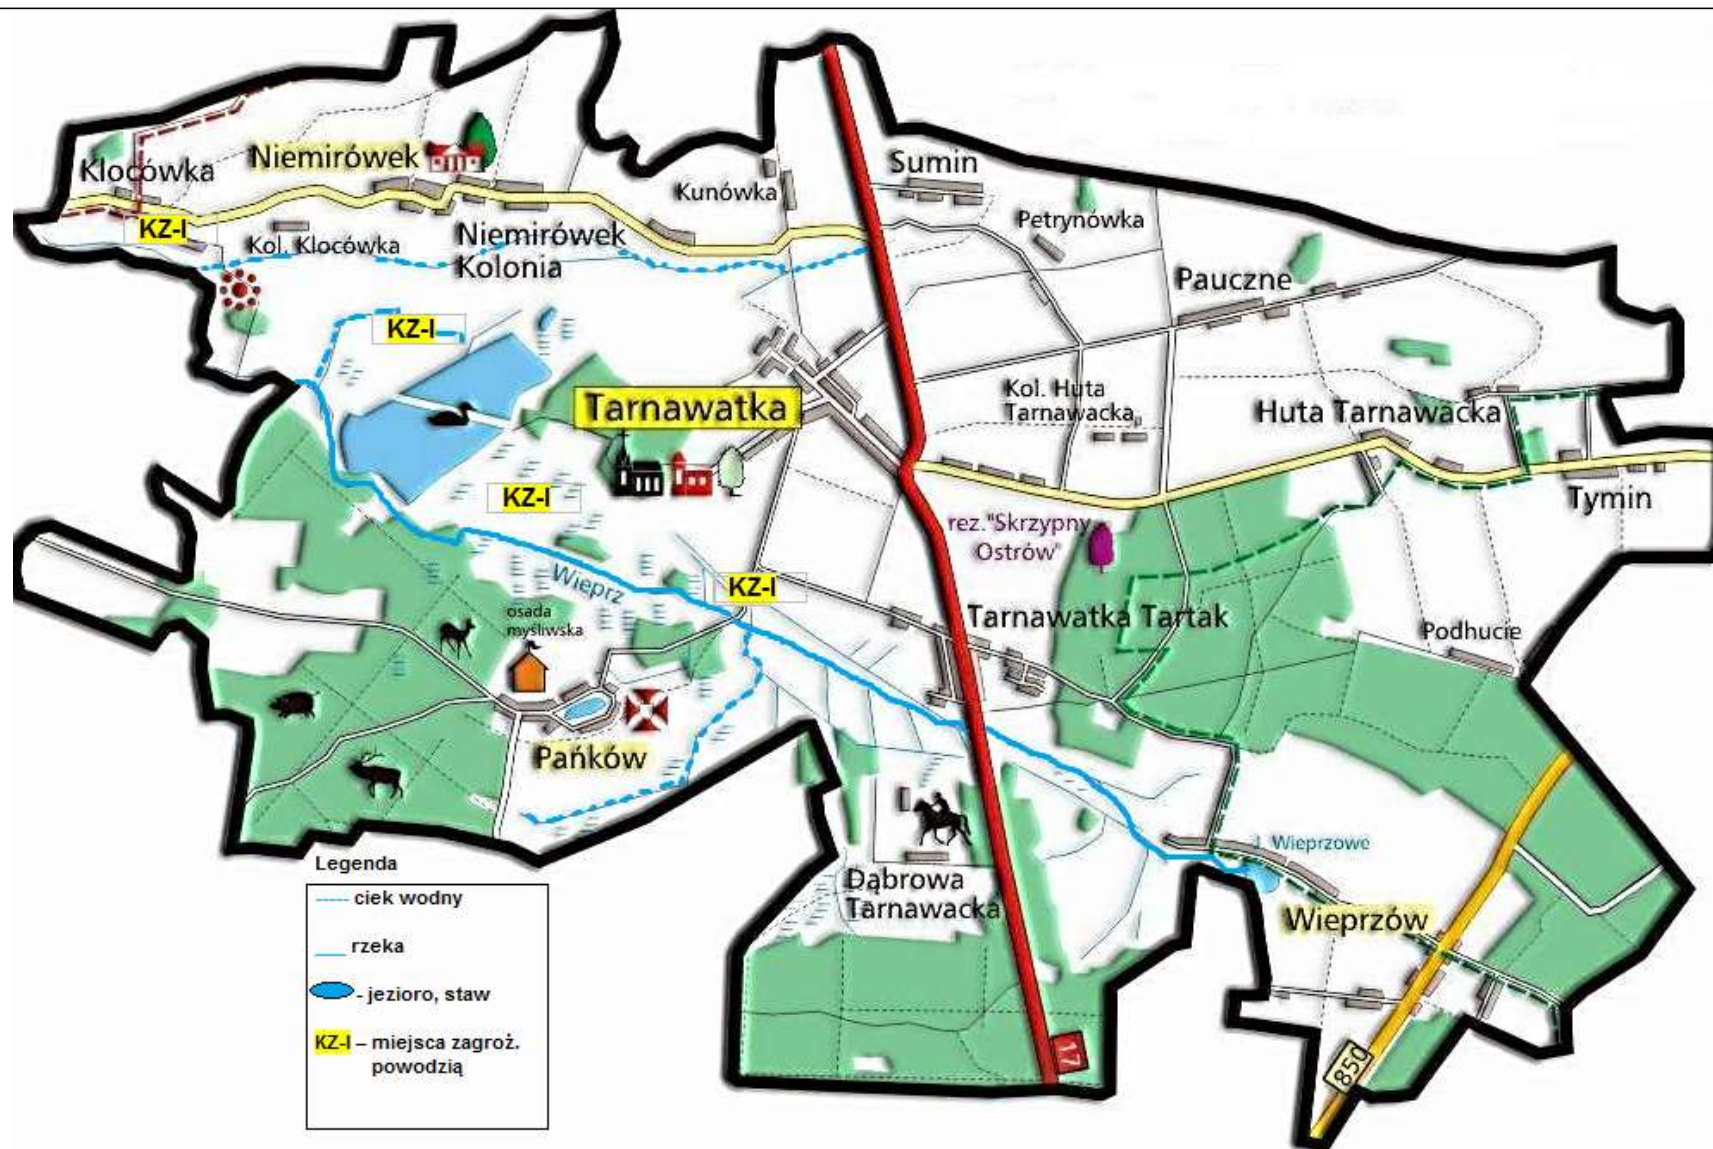 Klocówka
Niemirówek
Kunówka
Sumin
Petrynówka
KZ-I
Kol. Klocówka
Niemirówek
Kolonia
Pauczne
KZ-I
Tarnawatka
Kol. Huta
Tarnawacka
Huta Tarnawacka
KZ-I
Tymin
rez."Skrzypny
Ostrów"
Wieprz
KZ-I
osada
myśliwska
Tarnawatka Tartak
Podhucie
Pańków
Dąbrowa
Tarnawacka
J. Wieprzowe
Wieprzów
17
850
Legenda
ciek wodny
rzeka
- jezioro, staw
KZ-I – miejsca zagroż.
powodzią